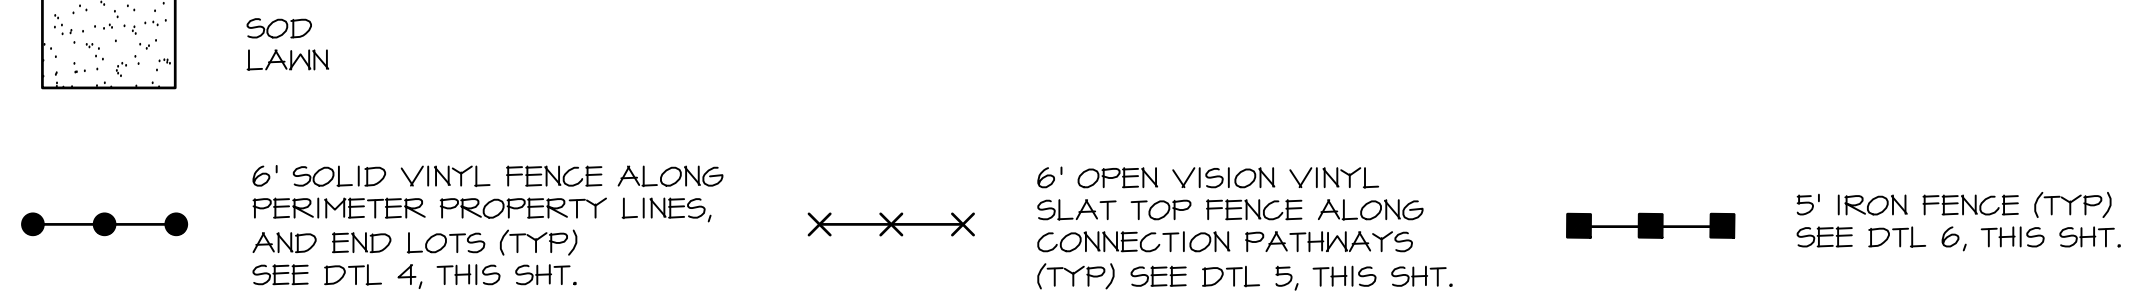 SOD
LAWN
6' SOLID VINYL FENCE ALONG
PERIMETER PROPERTY LINES,
AND END LOTS (TYP)
SEE DTL 4, THIS SHT.
6' OPEN VISION VINYL
SLAT TOP FENCE ALONG
CONNECTION PATHWAYS
(TYP) SEE DTL 5, THIS SHT.
5' IRON FENCE (TYP)
SEE DTL 6, THIS SHT.